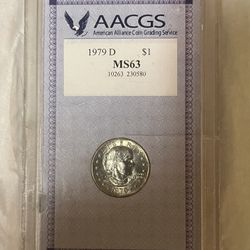 AACGS
American Alliance Coin Grading Service
1979 D $1
MS63
10263 230580